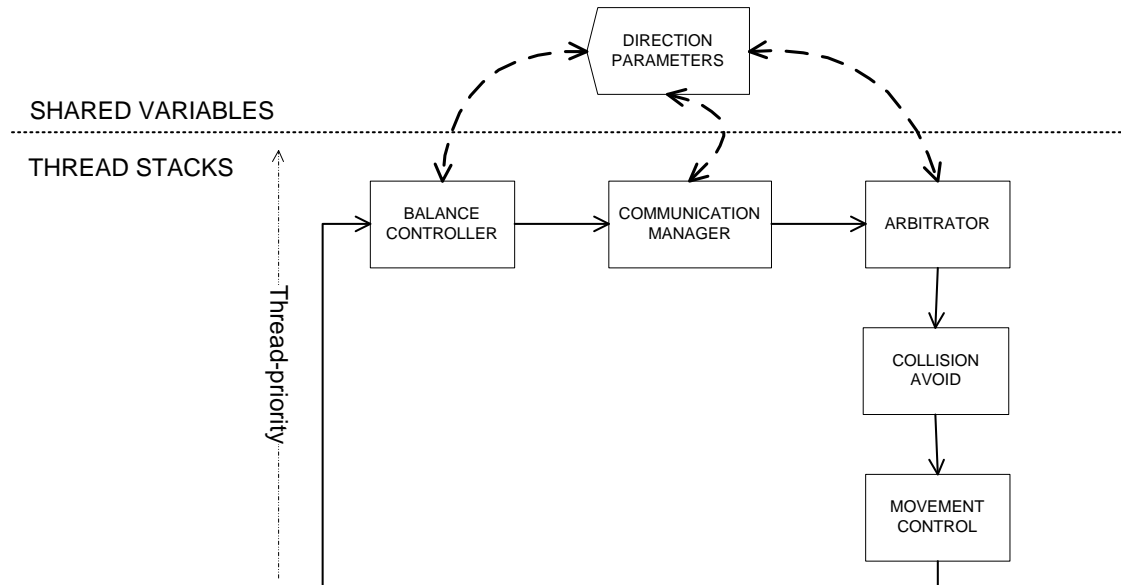 DIRECTION
PARAMETERS
SHARED VARIABLES
THREAD STACKS
BALANCE
CONTROLLER
COMMUNICATION
MANAGER
ARBITRATOR
Thread-priority
COLLISION
AVOID
MOVEMENT
CONTROL